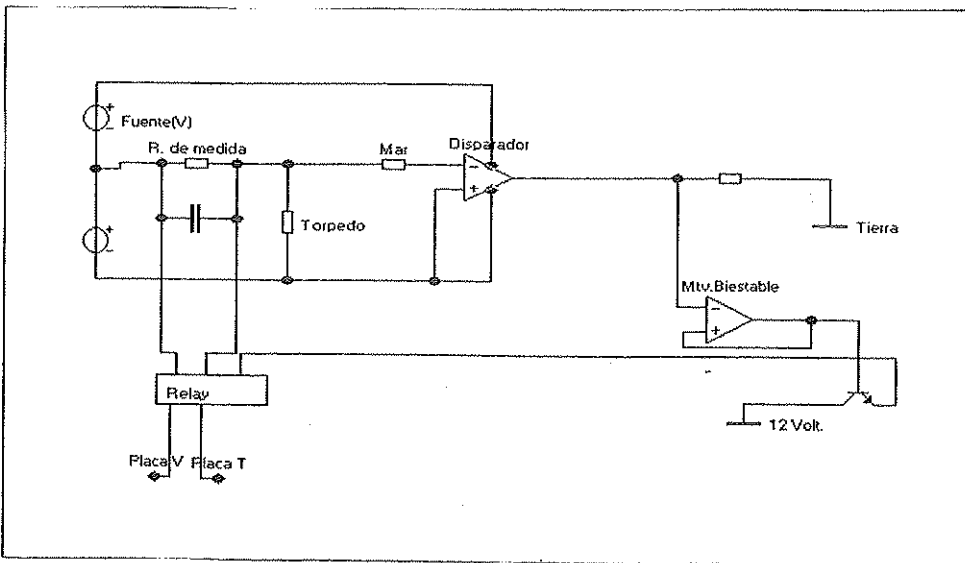 Fuente(V)
R. de medida
Mar
Disparador
Torpedo
Tierra
Mtv.Biestable
Relay
12 Volt.
Placa V
Placa T